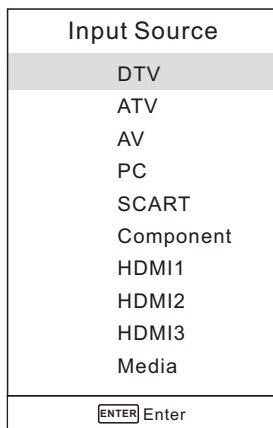 Input Source
DTV
ATV
AV
PC
SCART
Component
HDMI1
HDMI2
HDMI3
Media
ENTER Enter